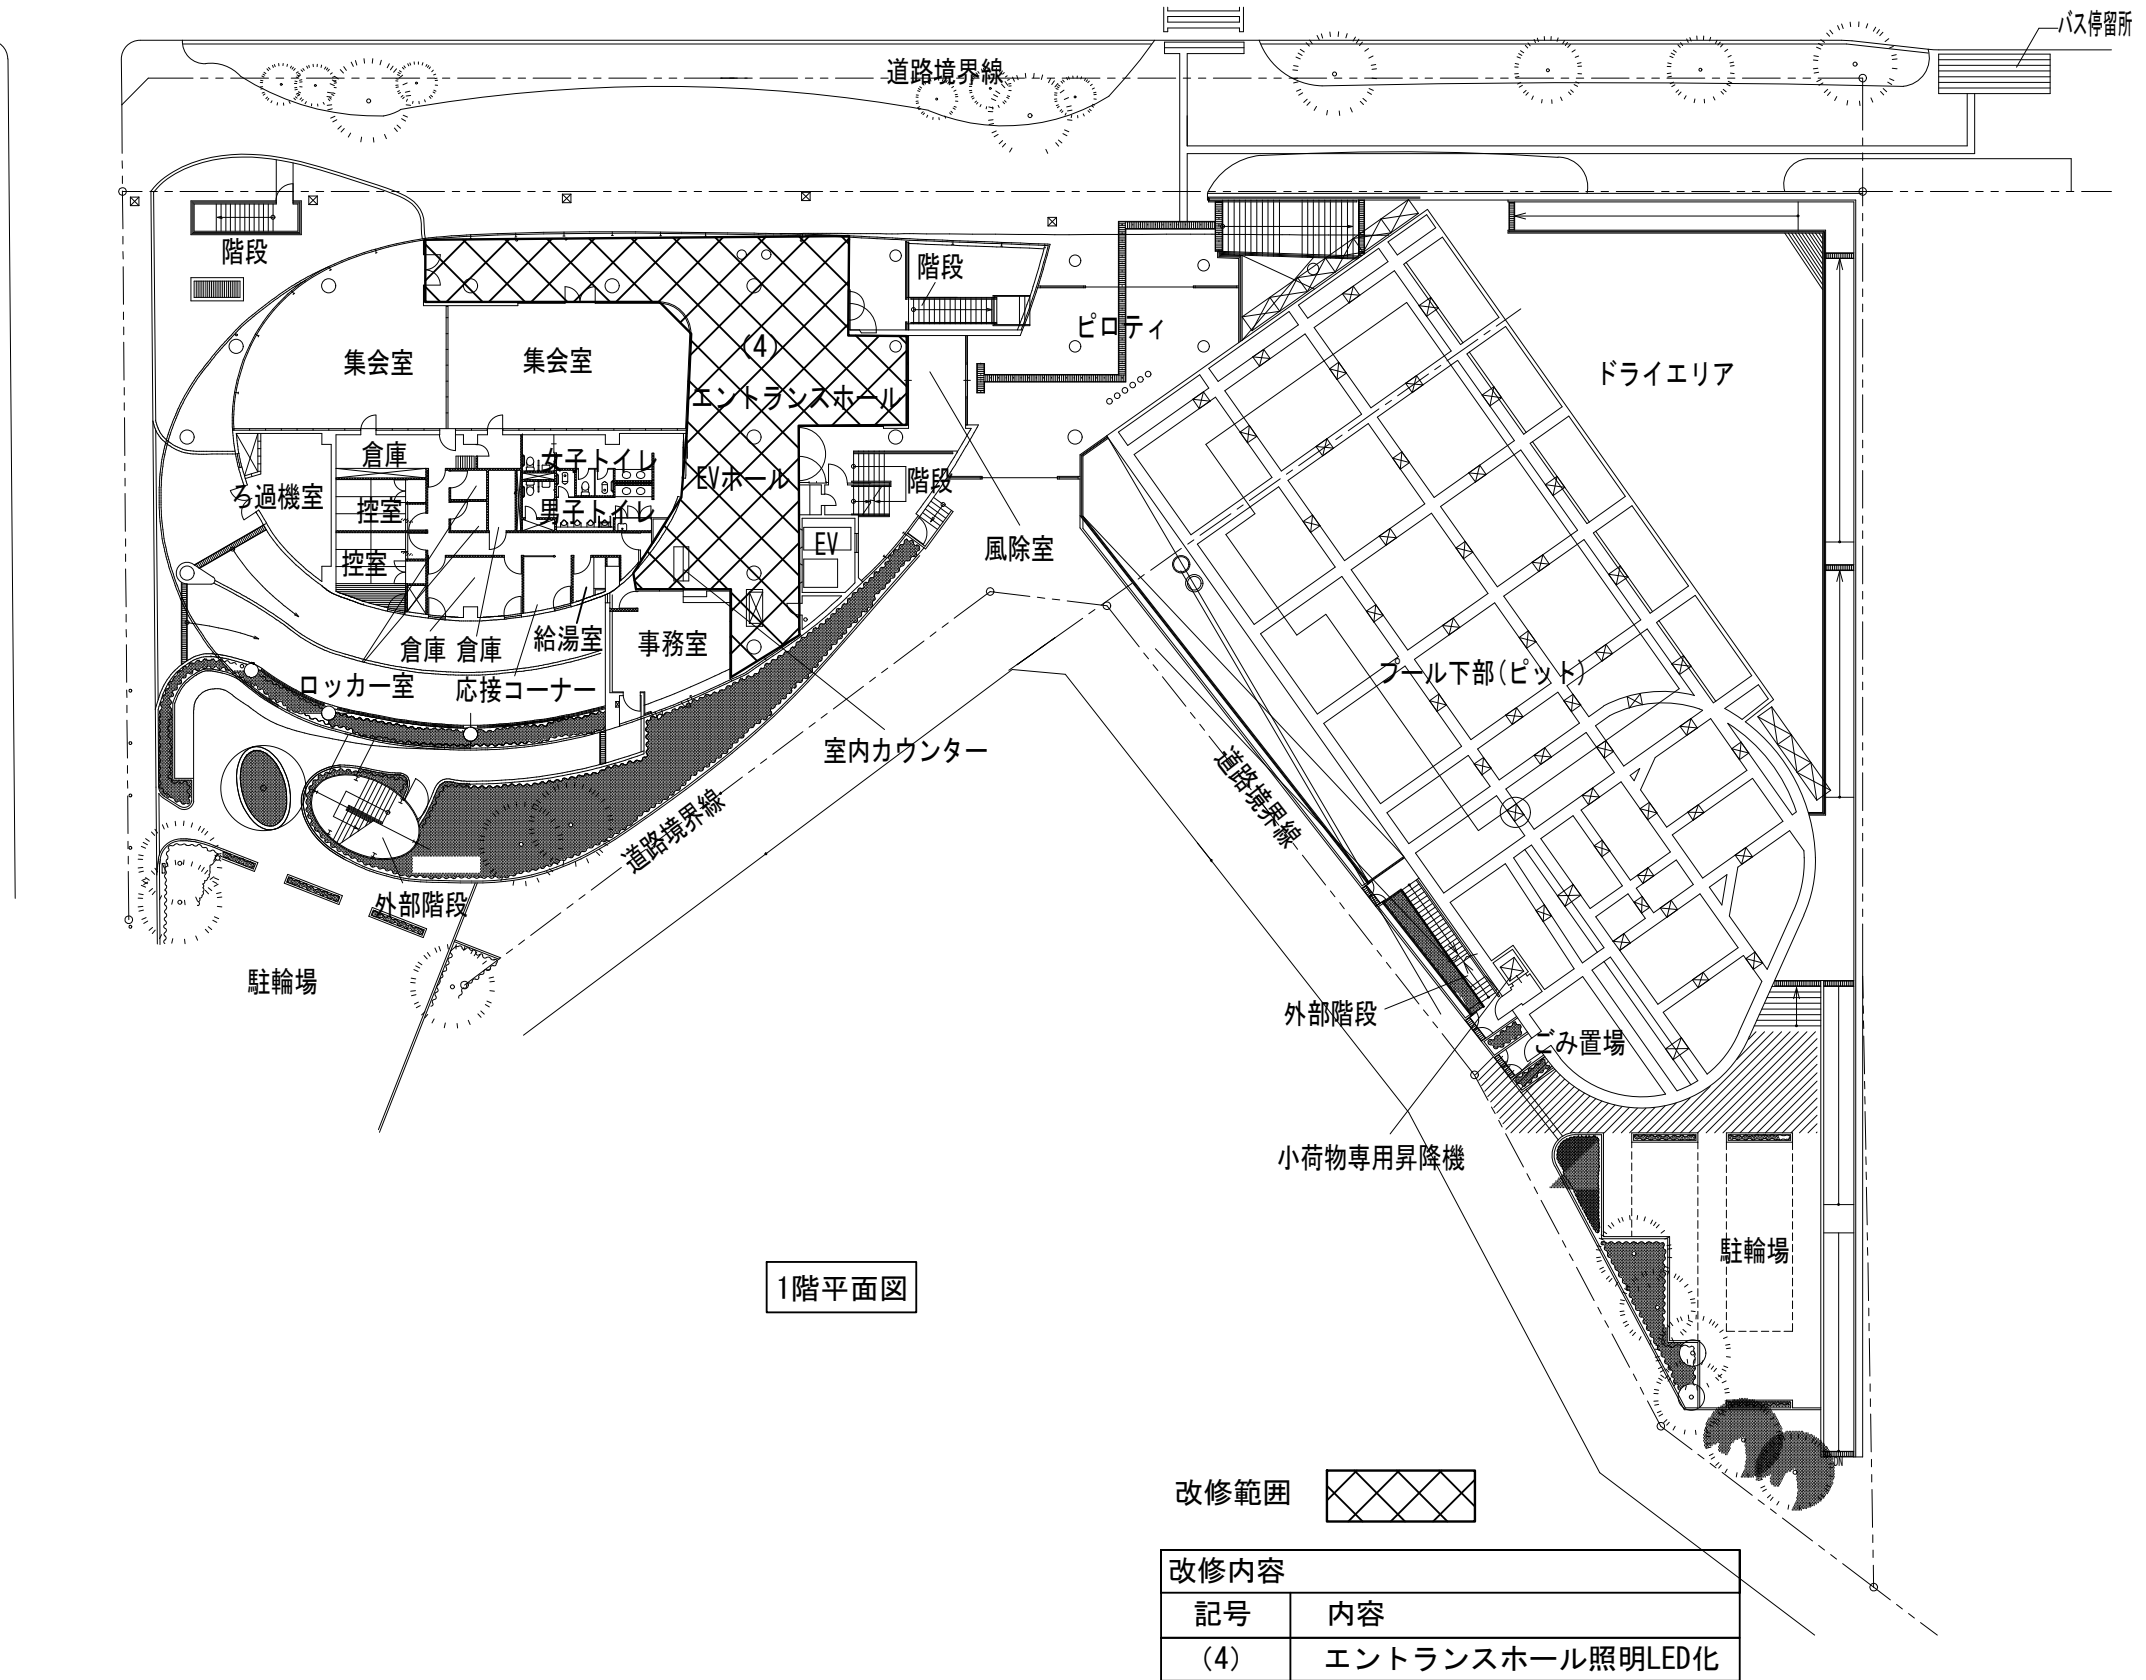 バス停留所
道路境界線
階段
階段
ピロティ
(4)
集会室
集会室
ドライエリア
エントランスホール
倉庫
女子トイレ
EVホール
階段
ろ過機室
控室
男子トイレ
EV
風除室
控室
倉庫
倉庫
給湯室
事務室
プール下部(ピット)
ロッカー室
応接コーナー
室内カウンター
道路境界線
道路境界線
外部階段
駐輪場
外部階段
ごみ置場
小荷物専用昇降機
駐輪場
1階平面図
改修範囲
改修内容
記号 内容
(4) エントランスホール照明LED化